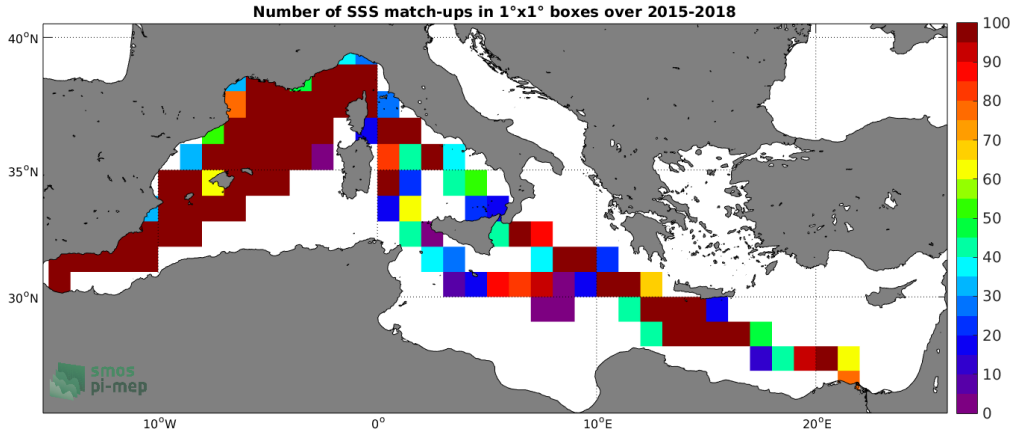 Number of SSS match-ups in 1°x1° boxes over 2015-2018
40°N
35°N
30°N
10°W
0°
10°E
20°E
100
90
80
70
60
50
40
30
20
10
0
smos
pi-mep